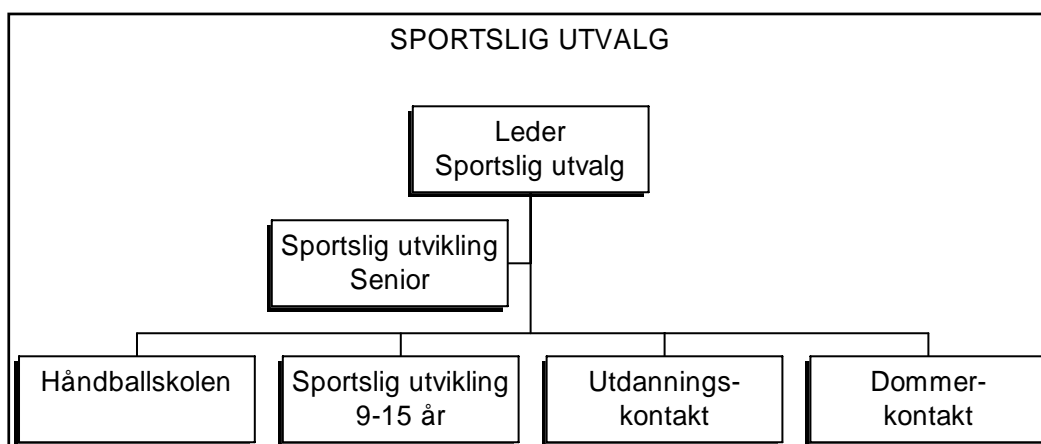 SPORTSLIG UTVALG
Leder
Sportslig utvalg
Sportslig utvikling
Senior
Håndballskolen
Sportslig utvikling
9-15 år
Utdannings-
kontakt
Dommer-
kontakt